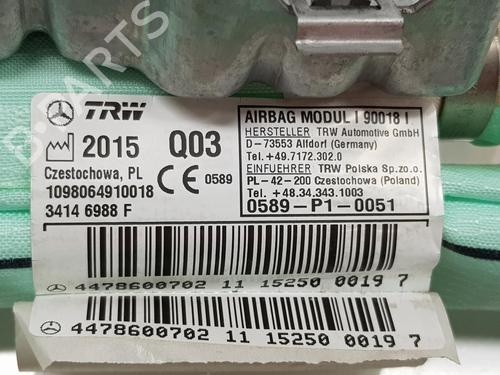 TRW
2015 Q03
Czestochowa, PL
CE 0589
1098064910018
3414 6988 F
AIRBAG MODUL I 90018 I
HERSTELLER TRW Automotive GmbH
D-73553 Alfdorf (Germany)
Tel.+49.7172.302.0
EINFUEHRER TRW Polska Sp.zo.o.
PL-42-200 Czestochowa (Poland)
Tel.+48.34.343.1003
0589-P1-0051
4478600702 11 15250 0019 7
4478600702 11 15250 0019 7
B-PARTS